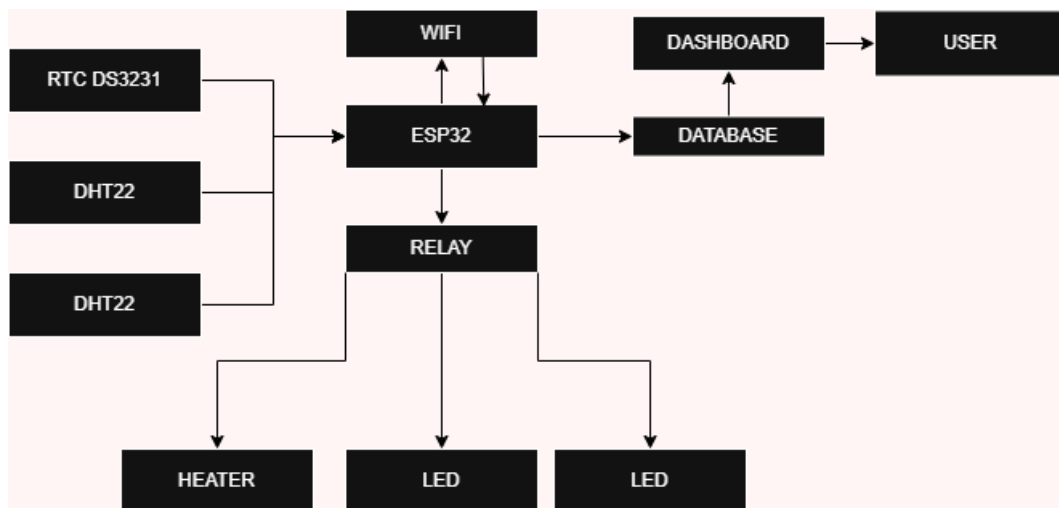 WIFI
DASHBOARD
USER
RTC DS3231
ESP32
DATABASE
DHT22
RELAY
DHT22
HEATER
LED
LED